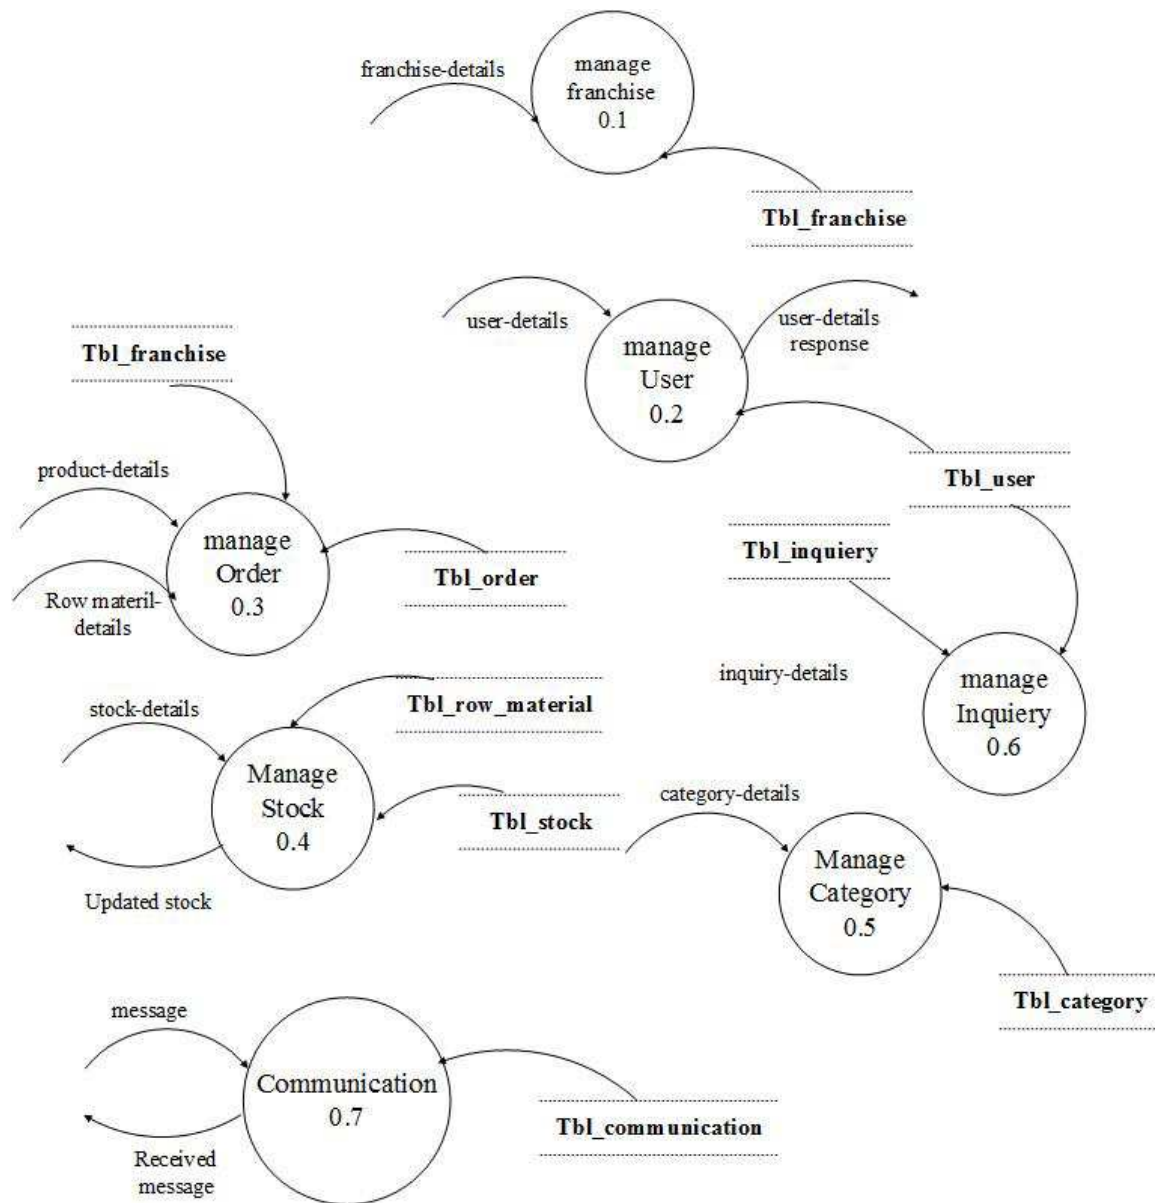 franchise-details
manage
franchise
0.1
Tbl_franchise
user-details
manage
User
0.2
user-details
response
Tbl_user
Tbl_franchise
product-details
Row materil-
details
manage
Order
0.3
Tbl_order
Tbl_inquiery
inquiry-details
manage
Inquiery
0.6
stock-details
Manage
Stock
0.4
Updated stock
Tbl_row_material
Tbl_stock
category-details
Manage
Category
0.5
Tbl_category
message
Communication
0.7
Received
message
Tbl_communication